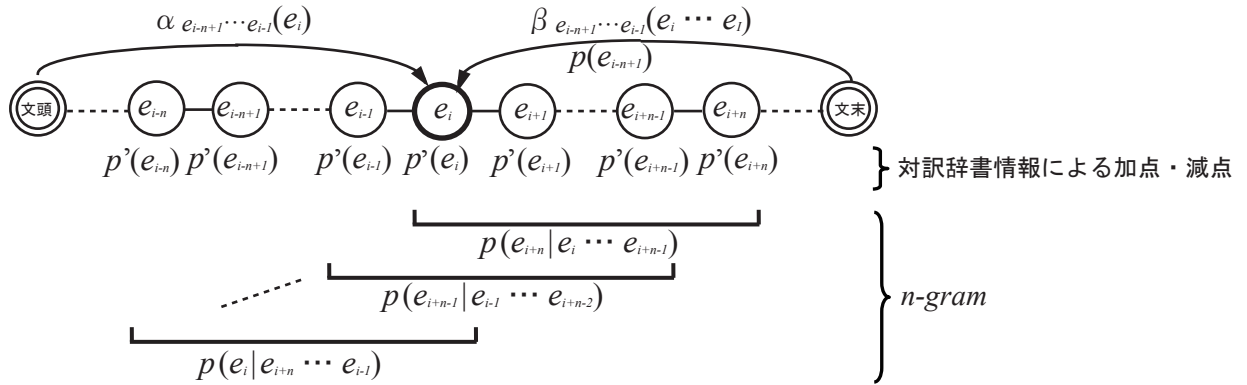 α e_{i-n+1}⋯e_{i-1}(e_i) β e_{i-n+1}⋯e_{i-1}(e_i ⋯ e_I)
p(e_{i-n+1})
文頭 e_{i-n} e_{i-n+1} e_{i-1} e_i e_{i+1} e_{i+n-1} e_{i+n} 文末
p’(e_{i-n}) p’(e_{i-n+1}) p’(e_{i-1}) p’(e_i) p’(e_{i+1}) p’(e_{i+n-1}) p’(e_{i+n}) 対訳辞書情報による加点・減点
p(e_{i+n}|e_i ⋯ e_{i+n-1})
p(e_{i+n-1}|e_{i-1} ⋯ e_{i+n-2}) n-gram
p(e_i|e_{i+n} ⋯ e_{i-1})